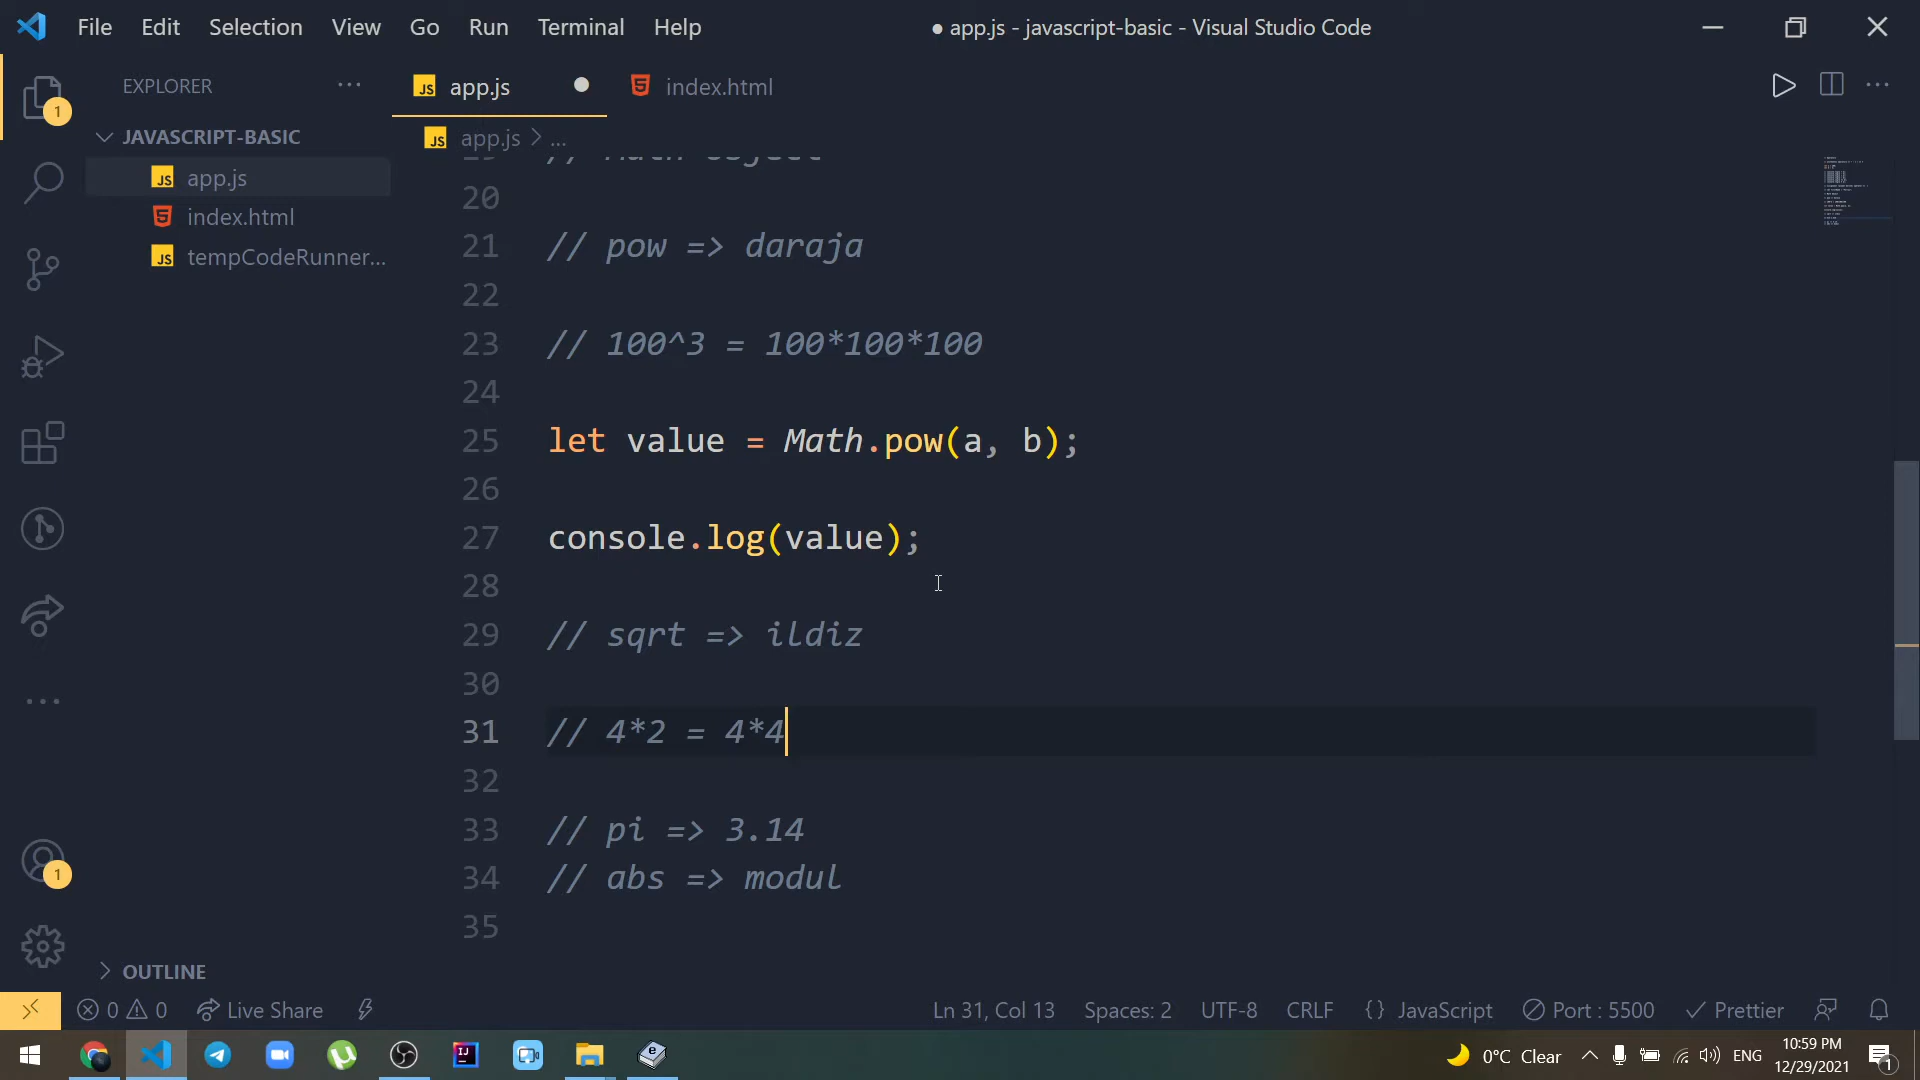 File Edit Selection View Go Run Terminal Help
● app.js - javascript-basic - Visual Studio Code
EXPLORER ...
app.js
index.html
1
JAVASCRIPT-BASIC
app.js
index.html
tempCodeRunner...
app.js > ...
19 // Math object
20
21 // pow => daraja
22
23 // 100^3 = 100*100*100
24
25 let value = Math.pow(a, b);
26
27 console.log(value);
28
29 // sqrt => ildiz
30
31 // 4*2 = 4*4
32
33 // pi => 3.14
34 // abs => modul
35
1
OUTLINE
0 0 Live Share
Ln 31, Col 13 Spaces: 2 UTF-8 CRLF {} JavaScript Port : 5500 Prettier
0°C Clear ENG 10:59 PM
12/29/2021
1